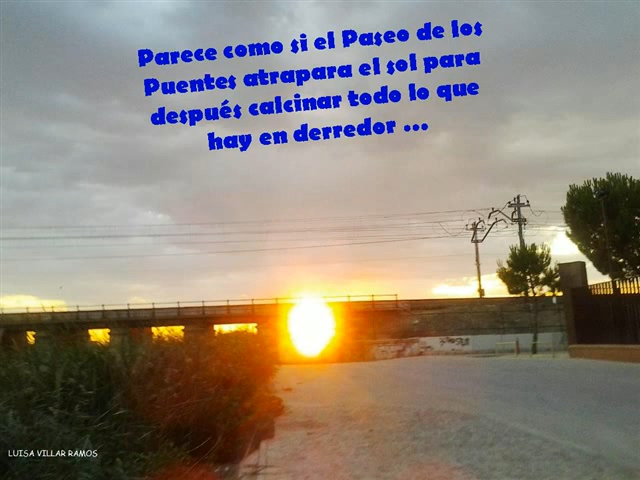 Parece como si el Paseo de los
Puentes atrapara el sol para
después calcinar todo lo que
hay en derredor ...
LUISA VILLAR RAMOS